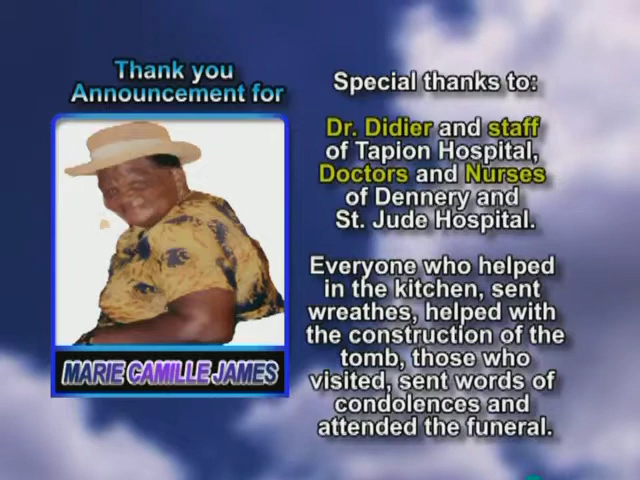 Thank you
Announcement for
MARIE CAMILLE JAMES
Special thanks to:
Dr. Didier and staff
of Tapion Hospital,
Doctors and Nurses
of Dennery and
St. Jude Hospital.
Everyone who helped
in the kitchen, sent
wreathes, helped with
the construction of the
tomb, those who
visited, sent words of
condolences and
attended the funeral.